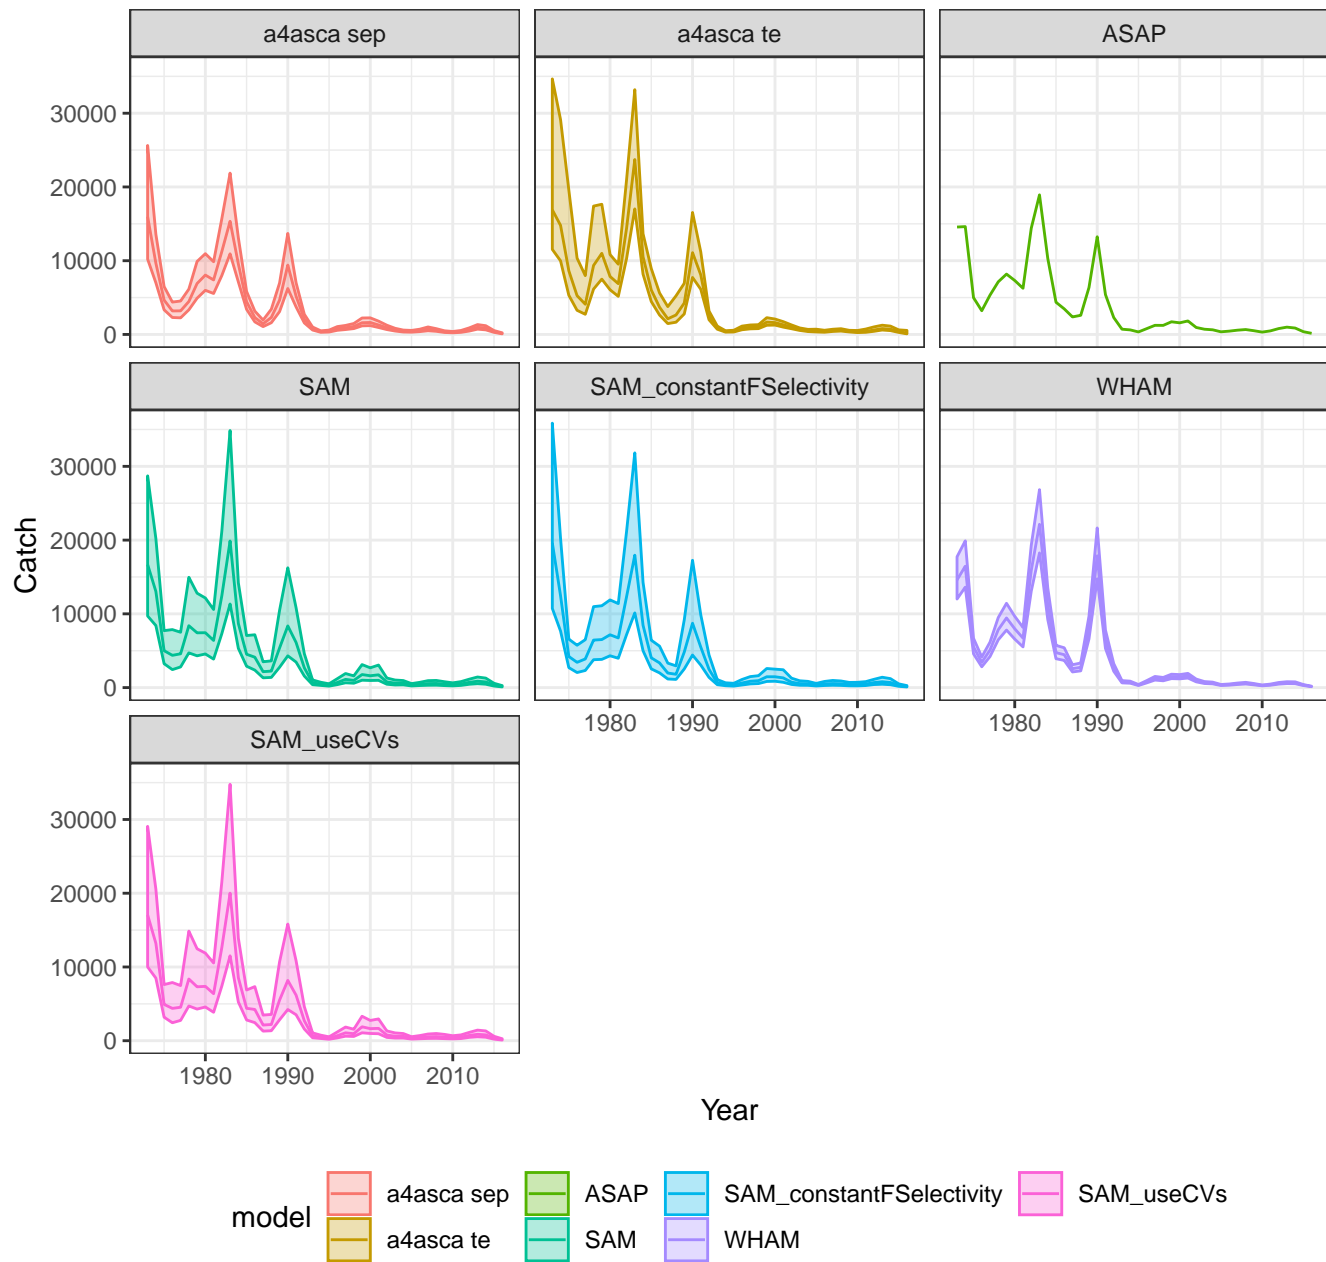 a4asca sep a4asca te ASAP
30000
20000
10000
0
SAM SAM_constantFSelectivity WHAM
30000
20000
10000
0
1980 1990 2000 2010 1980 1990 2000 2010
SAM_useCVs
30000
20000
10000
0
1980 1990 2000 2010
Catch
Year
model
a4asca sep ASAP SAM_constantFSelectivity SAM_useCVs
a4asca te SAM WHAM